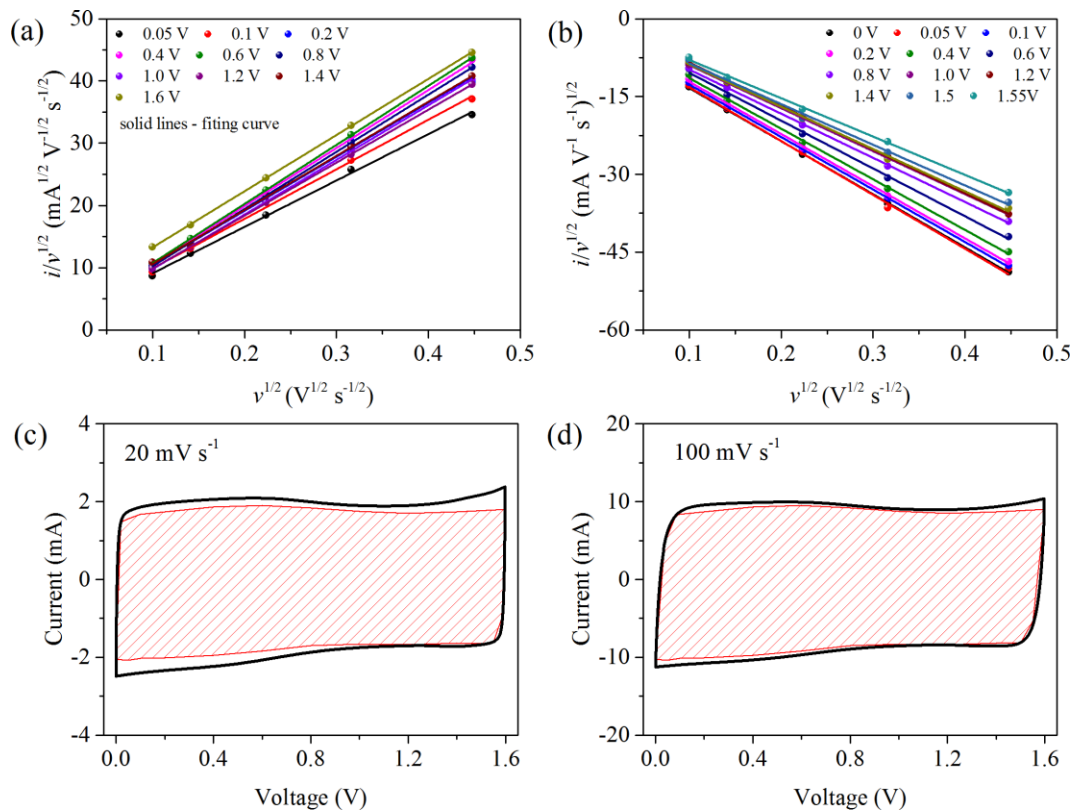 (a)
0.05 V 0.1 V 0.2 V
0.4 V 0.6 V 0.8 V
1.0 V 1.2 V 1.4 V
1.6 V
solid lines - fiting curve
i/v^1/2 (mA^1/2 V^-1/2 s^-1/2)
50
40
30
20
10
0
0.1 0.2 0.3 0.4 0.5
v^1/2 (V^1/2 s^-1/2)
(b)
0 V 0.05 V 0.1 V
0.2 V 0.4 V 0.6 V
0.8 V 1.0 V 1.2 V
1.4 V 1.5 1.55V
i/v^1/2 (mA V^-1 s^-1)^1/2
0
-15
-30
-45
-60
0.0 0.1 0.2 0.3 0.4 0.5
v^1/2 (V^1/2 s^-1/2)
(c)
20 mV s^-1
Current (mA)
4
2
0
-2
-4
0.0 0.4 0.8 1.2 1.6
Voltage (V)
(d)
100 mV s^-1
Current (mA)
20
10
0
-10
-20
0.0 0.4 0.8 1.2 1.6
Voltage (V)